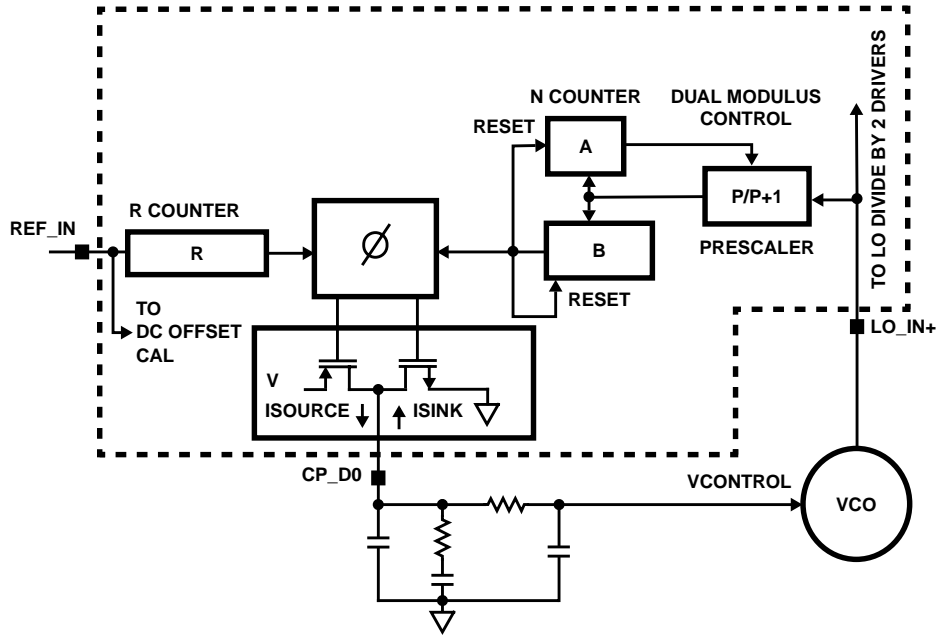 N COUNTER
DUAL MODULUS
CONTROL
TO LO DIVIDE BY 2 DRIVERS
RESET
A
P/P+1
R COUNTER
REF_IN
R
Ø
B
PRESCALER
RESET
TO
DC OFFSET
CAL
LO_IN+
V
ISOURCE
ISINK
CP_D0
VCONTROL
VCO